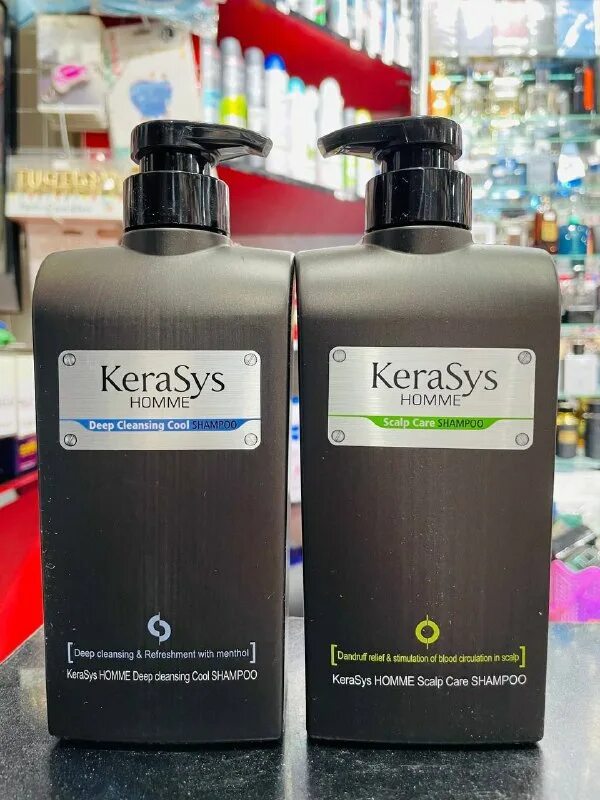 KeraSys
HOMME
Deep Cleansing Cool SHAMPOO
[Deep cleansing & Refreshment with menthol]
KeraSys HOMME Deep cleansing Cool SHAMPOO
KeraSys
HOMME
Scalp Care SHAMPOO
[Dandruff relief & stimulation of blood circulation in scalp]
KeraSys HOMME Scalp Care SHAMPOO